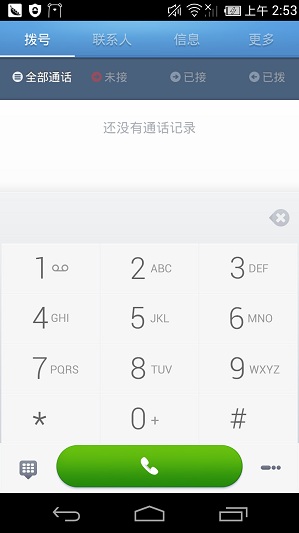 上午 2:53
拨号 联系人 信息 更多
全部通话 未接 已接 已拨
还没有通话记录
1 2 ABC 3 DEF
4 GHI 5 JKL 6 MNO
7 PQRS 8 TUV 9 WXYZ
* 0 + #